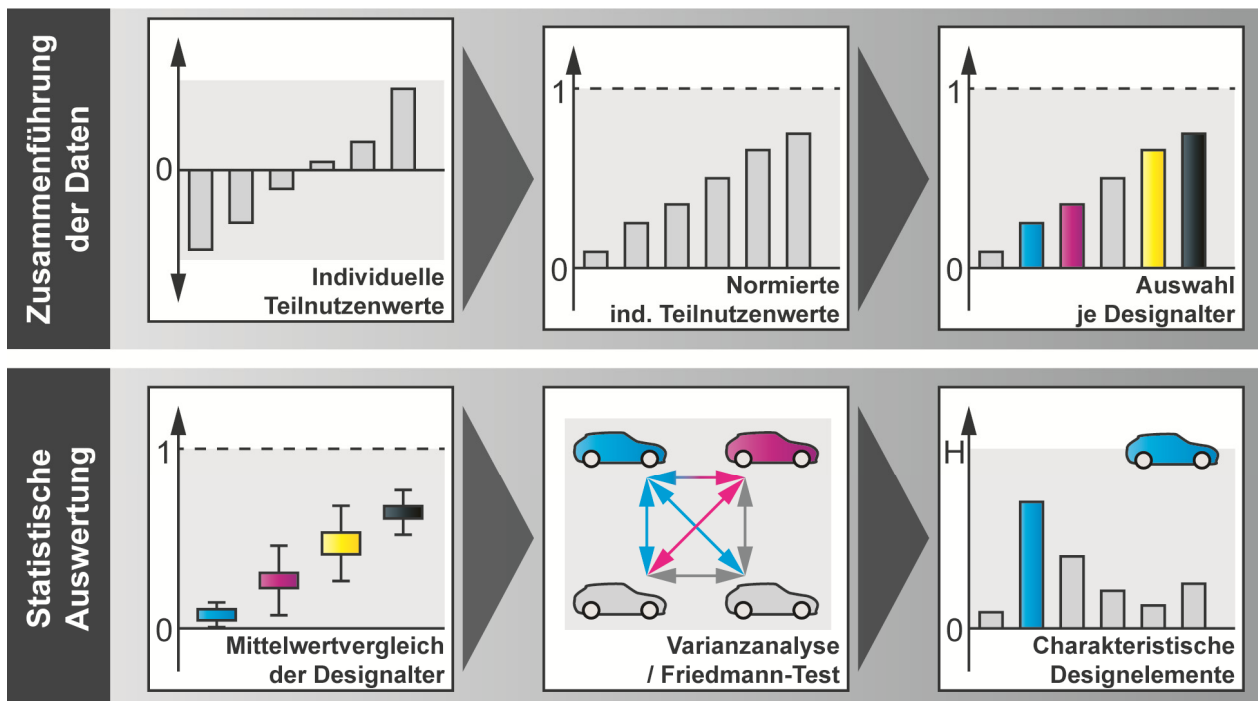 Zusammenführung
der Daten
0
Individuelle
Teilnutzenwerte
1
0
Normierte
ind. Teilnutzenwerte
1
0
Auswahl
je Designalter
Statistische
Auswertung
1
0
Mittelwertvergleich
der Designalter
Varianzanalyse
/ Friedmann-Test
H
0
Charakteristische
Designelemente